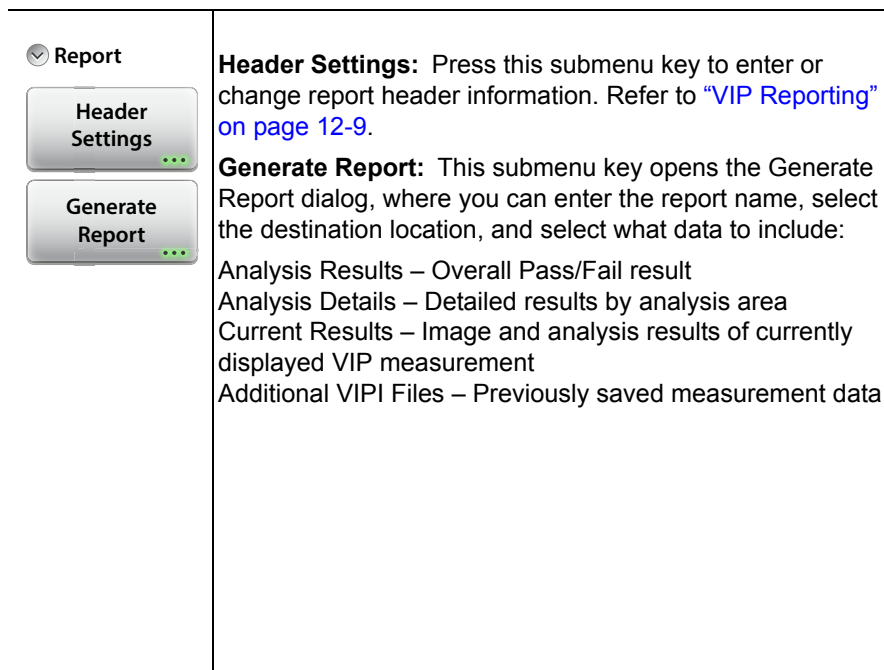 Report
Header
Settings
Generate
Report
Header Settings: Press this submenu key to enter or
change report header information. Refer to “VIP Reporting”
on page 12-9.
Generate Report: This submenu key opens the Generate
Report dialog, where you can enter the report name, select
the destination location, and select what data to include:
Analysis Results – Overall Pass/Fail result
Analysis Details – Detailed results by analysis area
Current Results – Image and analysis results of currently
displayed VIP measurement
Additional VIPI Files – Previously saved measurement data